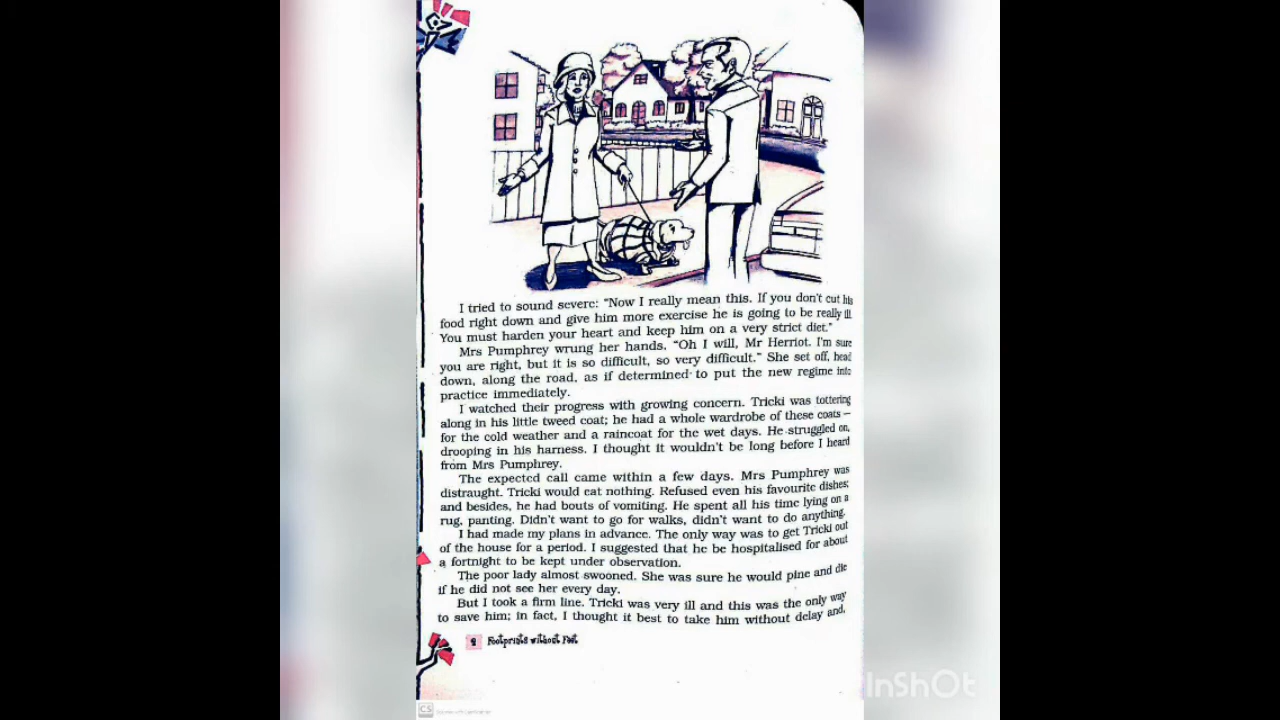 I tried to sound severe: “Now I really mean this. If you don't cut his
food right down and give him more exercise he is going to be really ill.
You must harden your heart and keep him on a very strict diet.”
Mrs Pumphrey wrung her hands. “Oh I will, Mr Herriot. I'm sure
you are right, but it is so difficult, so very difficult.” She set off, head
down, along the road, as if determined to put the new regime into
practice immediately.
I watched their progress with growing concern. Tricki was tottering
along in his little tweed coat; he had a whole wardrobe of these coats —
for the cold weather and a raincoat for the wet days. He struggled on,
drooping in his harness. I thought it wouldn't be long before I heard
from Mrs Pumphrey.
The expected call came within a few days. Mrs Pumphrey was
distraught. Tricki would eat nothing. Refused even his favourite dishes;
and besides, he had bouts of vomiting. He spent all his time lying on a
rug, panting. Didn't want to go for walks, didn't want to do anything.
I had made my plans in advance. The only way was to get Tricki out
of the house for a period. I suggested that he be hospitalised for about
a fortnight to be kept under observation.
The poor lady almost swooned. She was sure he would pine and die
if he did not see her every day.
But I took a firm line. Tricki was very ill and this was the only way
to save him; in fact, I thought it best to take him without delay and,
Footprints without Feet
InShOt
CS